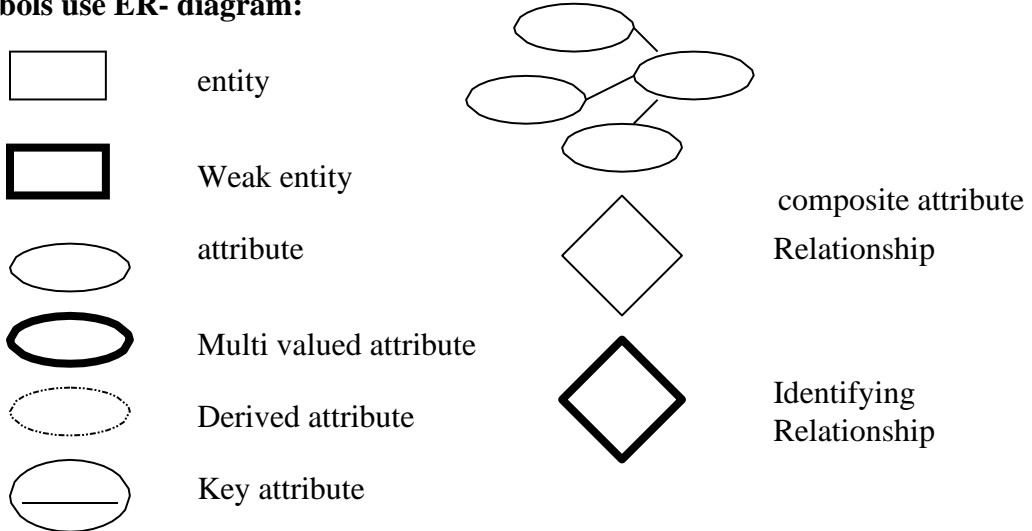 bols use ER- diagram:
entity
Weak entity
attribute
Multi valued attribute
Derived attribute
Key attribute
composite attribute
Relationship
Identifying
Relationship